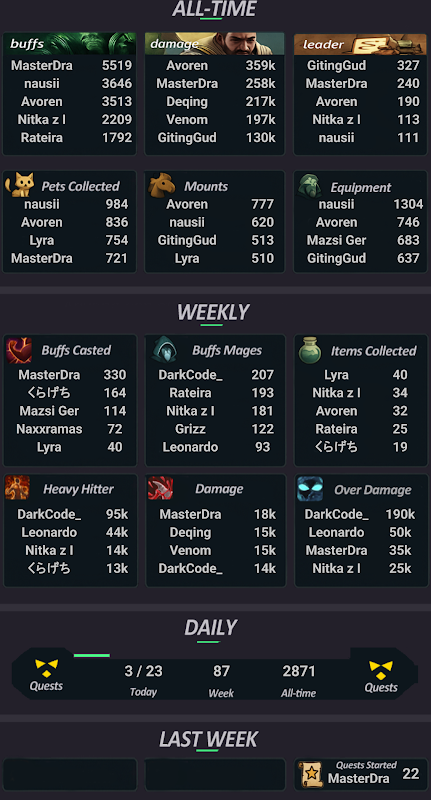 ALL-TIME
buffs
MasterDra 5519
nausii 3646
Avoren 3513
Nitka z I 2209
Rateira 1792
damage
Avoren 359k
MasterDra 258k
Deqing 217k
Venom 197k
GitingGud 130k
leader
GitingGud 327
MasterDra 240
Avoren 190
Nitka z I 113
nausii 111
Pets Collected
nausii 984
Avoren 836
Lyra 754
MasterDra 721
Mounts
Avoren 777
nausii 620
GitingGud 513
Lyra 510
Equipment
nausii 1304
Avoren 746
Mazsi Ger 683
GitingGud 637
WEEKLY
Buffs Casted
MasterDra 330
くらげち 164
Mazsi Ger 114
Naxxramas 72
Lyra 40
Buffs Mages
DarkCode_ 207
Rateira 193
Nitka z I 181
Grizz 122
Leonardo 93
Items Collected
Lyra 40
Nitka z I 34
Avoren 32
Rateira 25
くらげち 19
Heavy Hitter
DarkCode_ 95k
Leonardo 44k
Nitka z I 14k
くらげち 13k
Damage
MasterDra 18k
Deqing 15k
Venom 15k
DarkCode_ 14k
Over Damage
DarkCode_ 190k
Leonardo 50k
MasterDra 35k
Nitka z I 25k
DAILY
Quests
3 / 23
Today
87
Week
2871
All-time
Quests
LAST WEEK
Quests Started
MasterDra 22